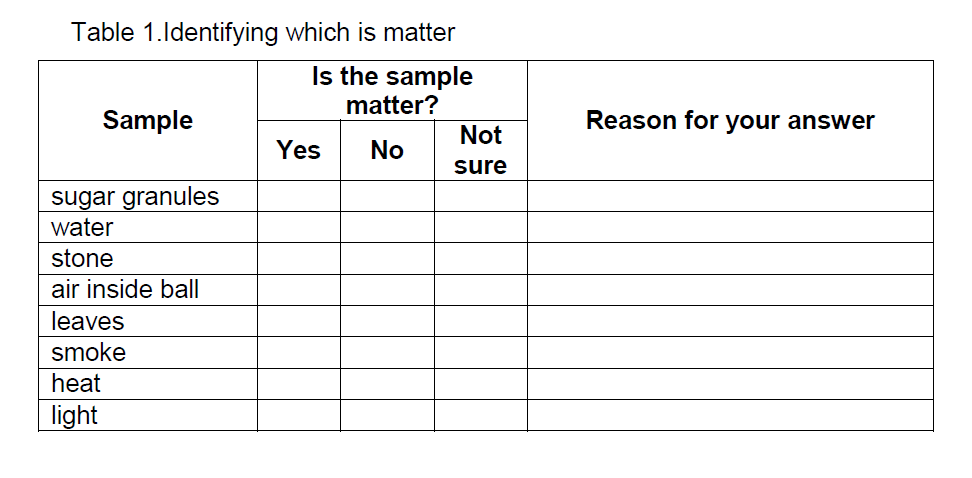 Table 1.Identifying which is matter
Sample
Is the sample
matter?
Reason for your answer
Yes
No
Not
sure
sugar granules
water
stone
air inside ball
leaves
smoke
heat
light